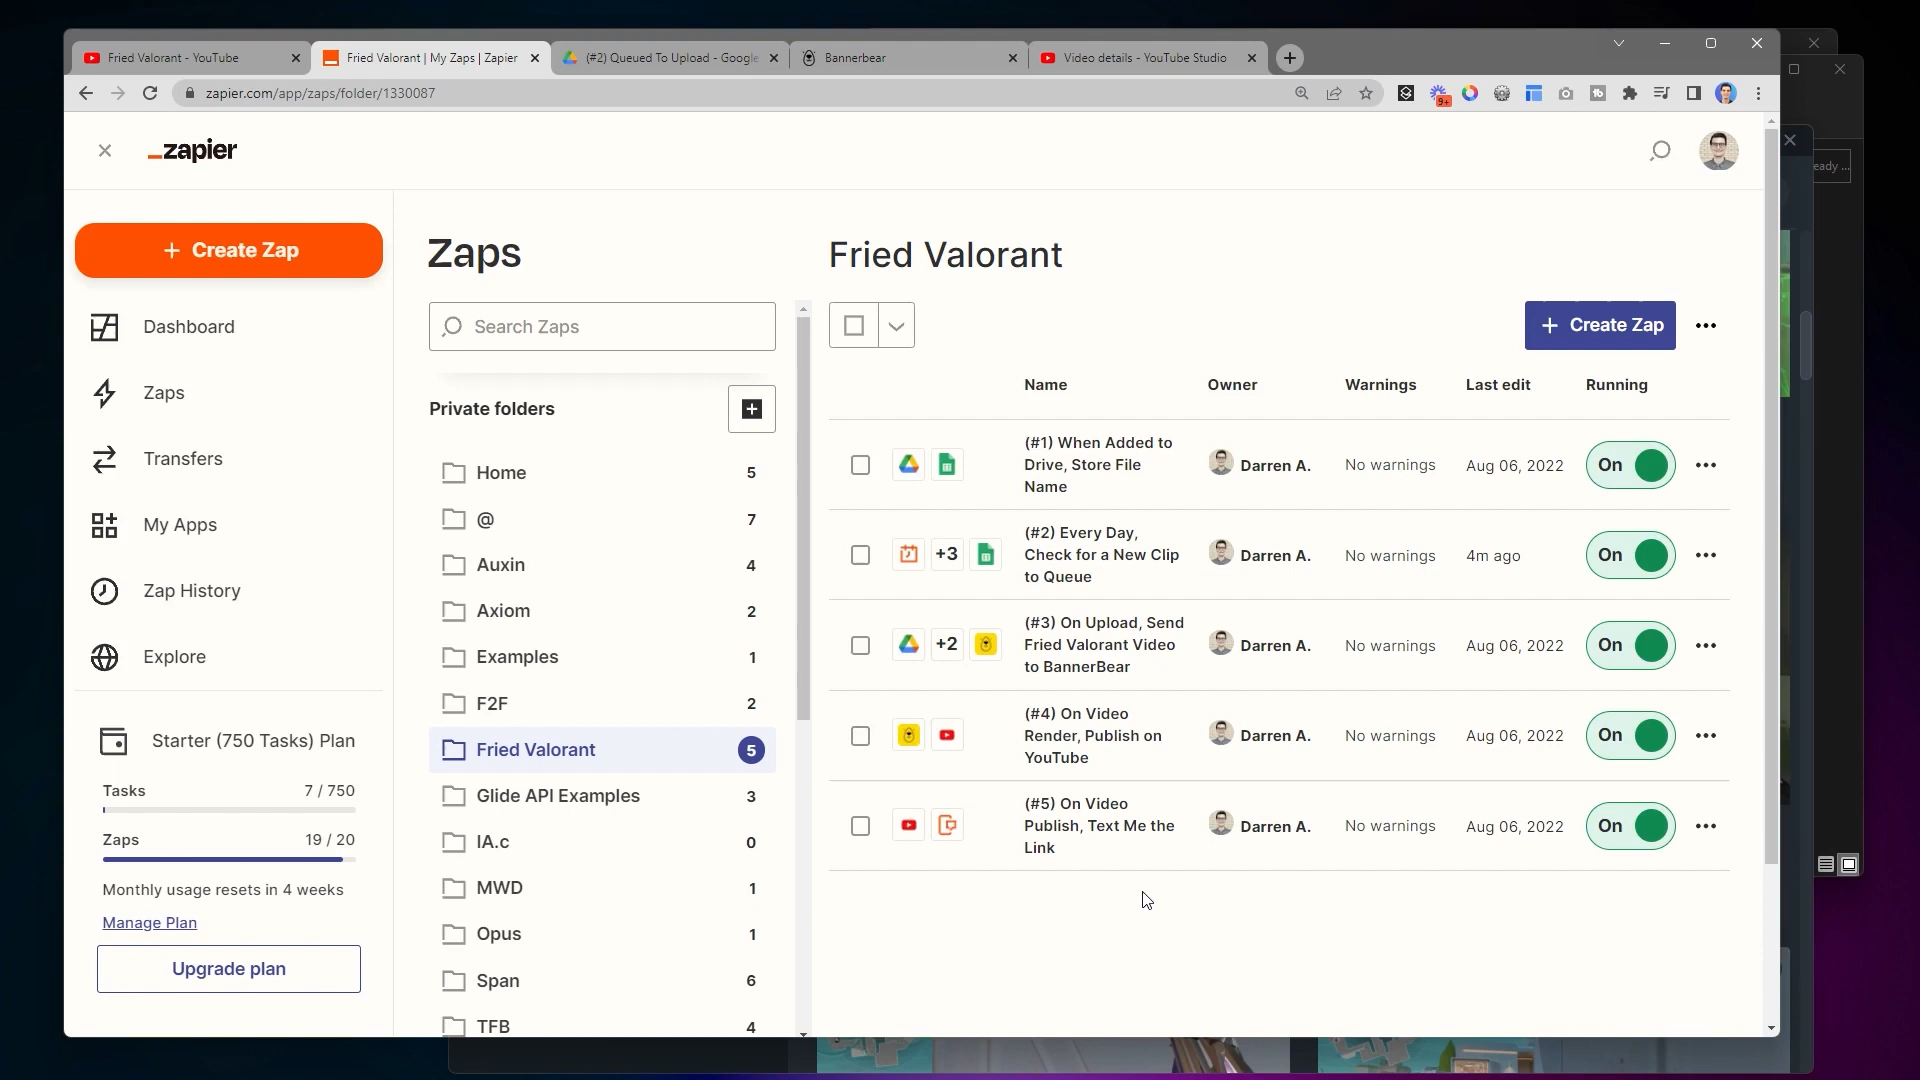 Fried Valorant - YouTube
Fried Valorant | My Zaps | Zapier
(#2) Queued To Upload - Google
Bannerbear
Video details - YouTube Studio
zapier.com/app/zaps/folder/1330087
9+
zapier
eady ...
Create Zap
Dashboard
Zaps
Transfers
My Apps
Zap History
Explore
Starter (750 Tasks) Plan
Tasks 7 / 750
Zaps 19 / 20
Monthly usage resets in 4 weeks
Manage Plan
Upgrade plan
Zaps
Search Zaps
Private folders
Home 5
@ 7
Auxin 4
Axiom 2
Examples 1
F2F 2
Fried Valorant 5
Glide API Examples 3
IA.c 0
MWD 1
Opus 1
Span 6
TFB 4
Fried Valorant
Create Zap
Name Owner Warnings Last edit Running
(#1) When Added to
Drive, Store File
Name
Darren A. No warnings Aug 06, 2022 On
+3
(#2) Every Day,
Check for a New Clip
to Queue
Darren A. No warnings 4m ago On
+2
(#3) On Upload, Send
Fried Valorant Video
to BannerBear
Darren A. No warnings Aug 06, 2022 On
(#4) On Video
Render, Publish on
YouTube
Darren A. No warnings Aug 06, 2022 On
(#5) On Video
Publish, Text Me the
Link
Darren A. No warnings Aug 06, 2022 On